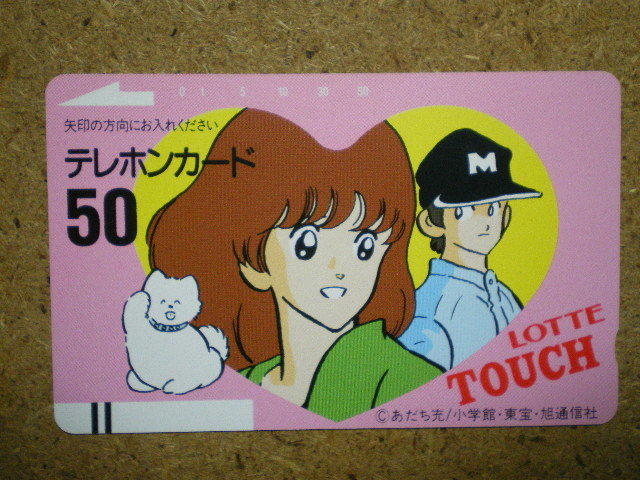 0 1 5 10 30 50
矢印の方向にお入れください
テレホンカード
50
M
LOTTE
TOUCH
©あだち充/小学館・東宝・旭通信社